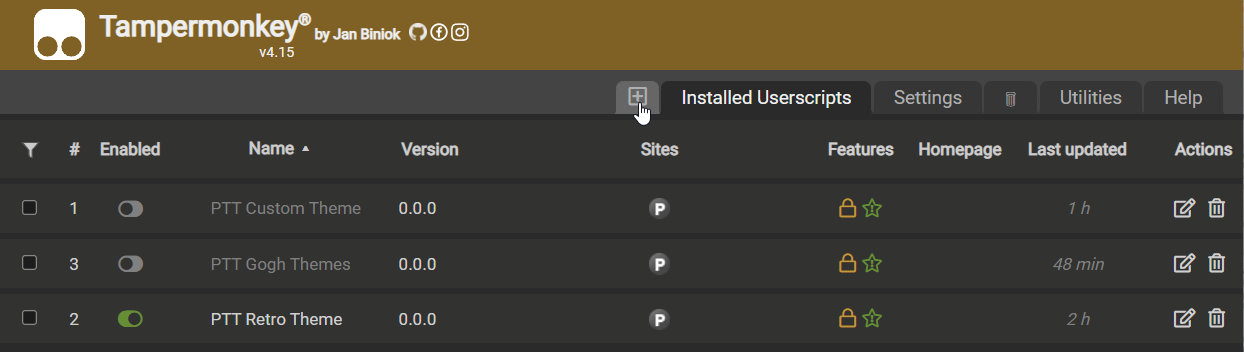 Tampermonkey® by Jan Biniok
v4.15
Installed Userscripts Settings Utilities Help
# Enabled Name Version Sites Features Homepage Last updated Actions
1 PTT Custom Theme 0.0.0 P 1 h
3 PTT Gogh Themes 0.0.0 P 48 min
2 PTT Retro Theme 0.0.0 P 2 h